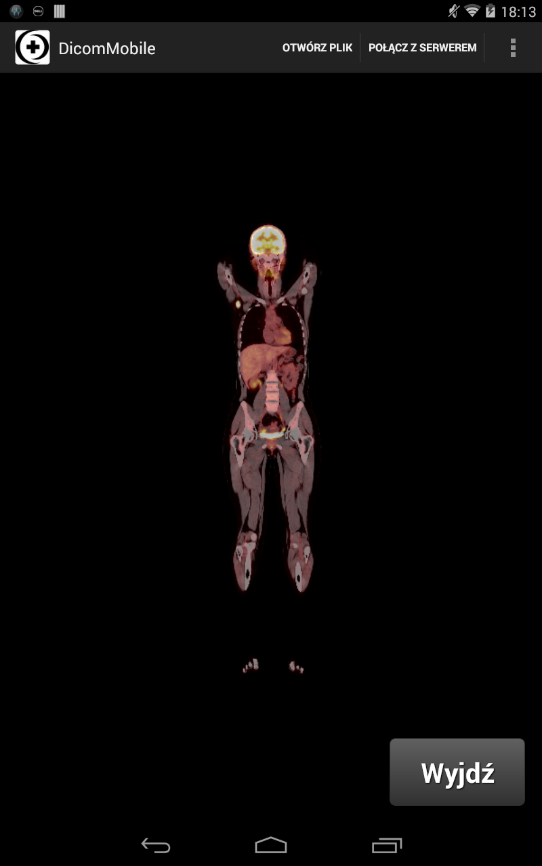 18:13
DicomMobile
OTWÓRZ PLIK
POŁĄCZ Z SERWEREM
Wyjdź